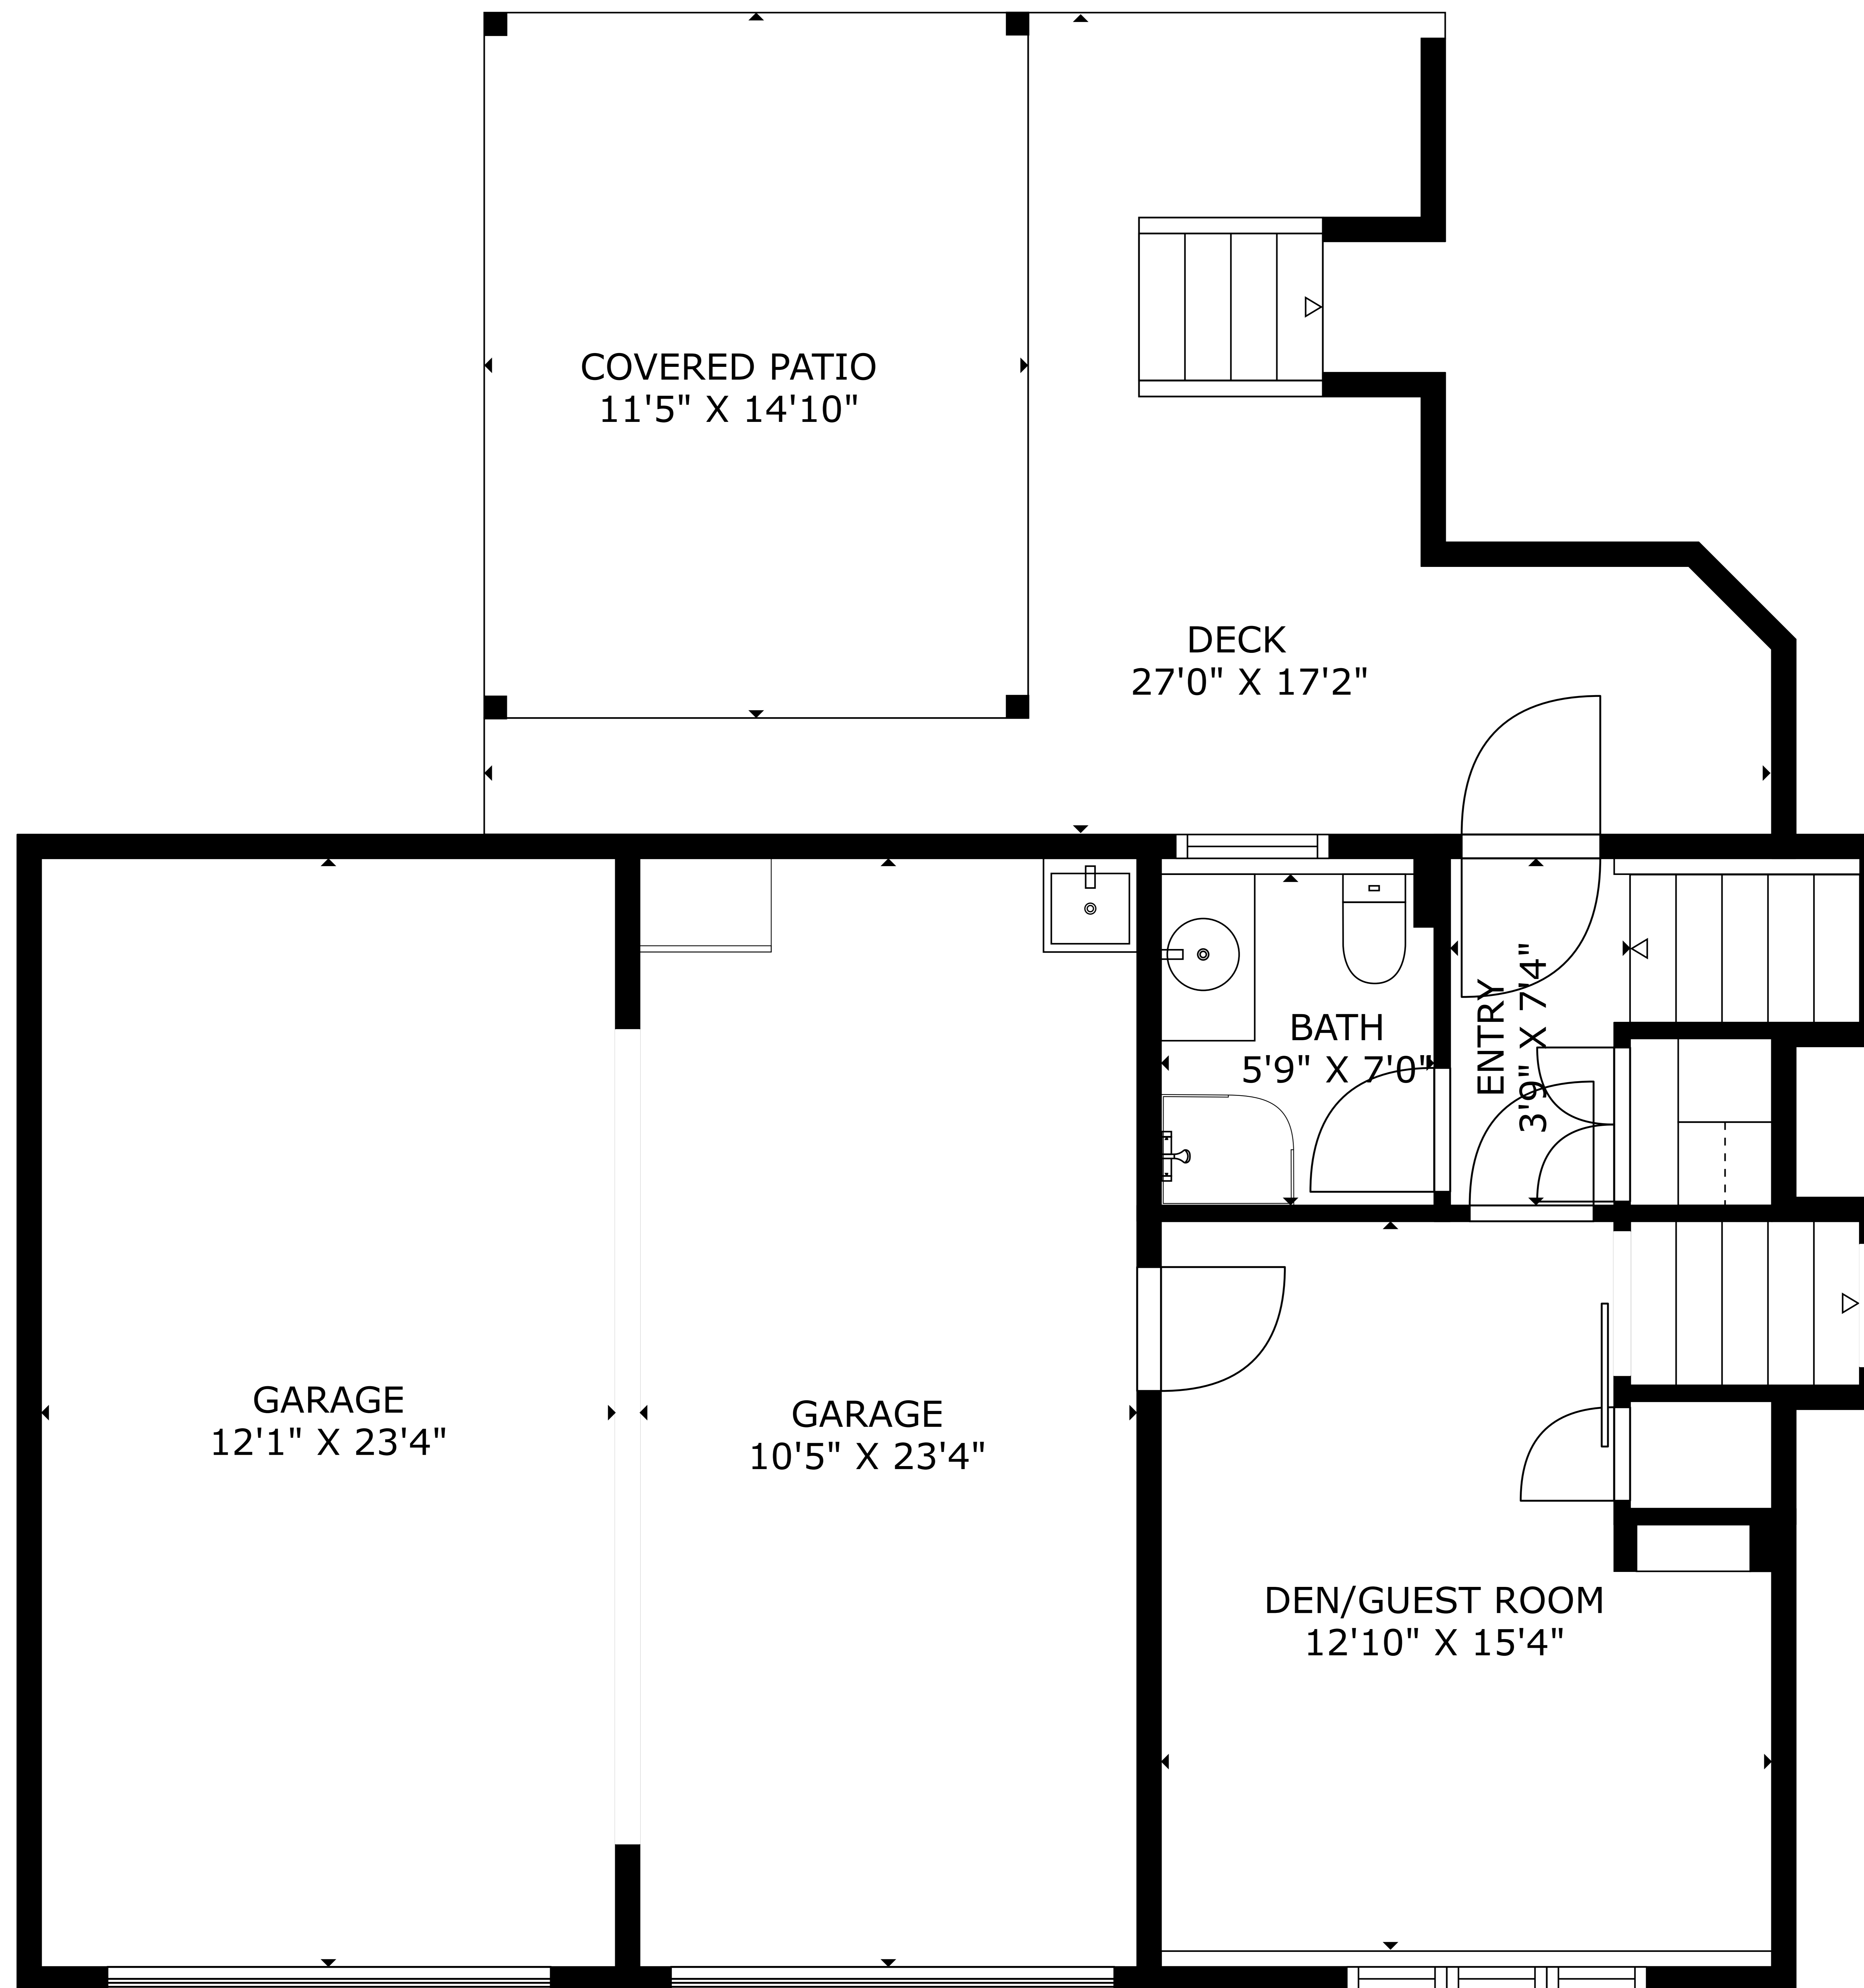 COVERED PATIO
11'5" X 14'10"
DECK
27'0" X 17'2"
BATH
5'9" X 7'0"
ENTRY
3'9" X 7'4"
GARAGE
12'1" X 23'4"
GARAGE
10'5" X 23'4"
DEN/GUEST ROOM
12'10" X 15'4"